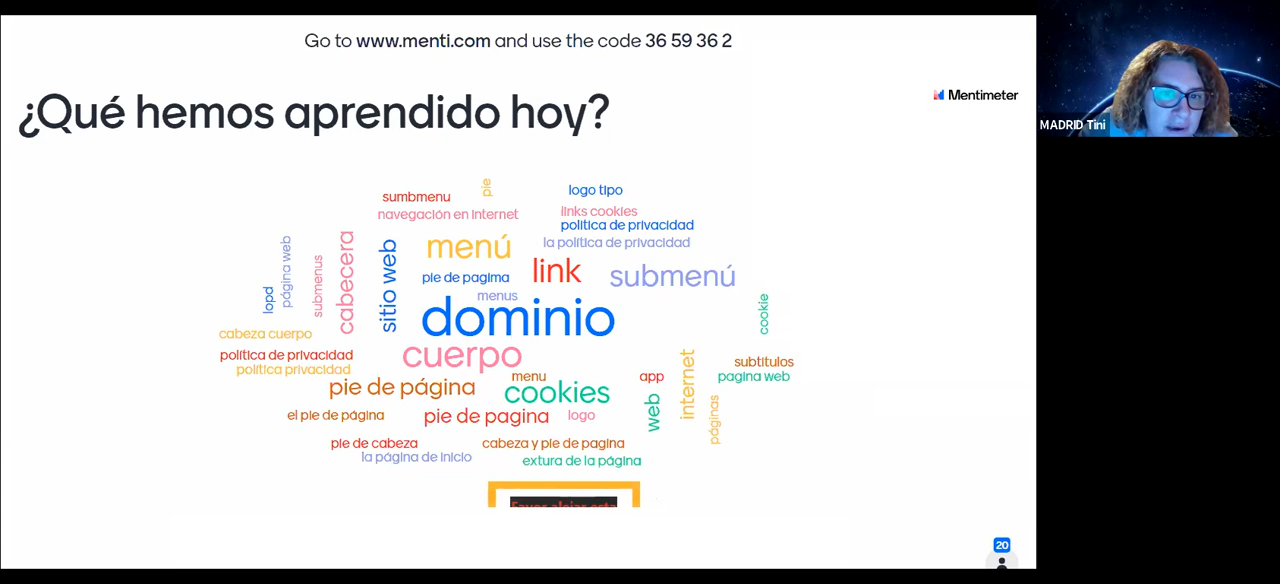 Go to www.menti.com and use the code 36 59 36 2
¿Qué hemos aprendido hoy?
Mentimeter
MADRID Tini
pie
logo tipo
sumbmenu
links cookies
navegación en internet
politica de privacidad
la política de privacidad
menú
link
submenú
pie de pagina
menus
lopd
página web
submenus
cabecera
sitio web
dominio
cookie
cabeza cuerpo
cuerpo
política de privacidad
política privacidad
menu
app
internet
subtitulos
pagina web
pie de página
cookies
web
páginas
el pie de página
pie de pagina
logo
pie de cabeza
cabeza y pie de pagina
la página de inicio
extura de la página
20